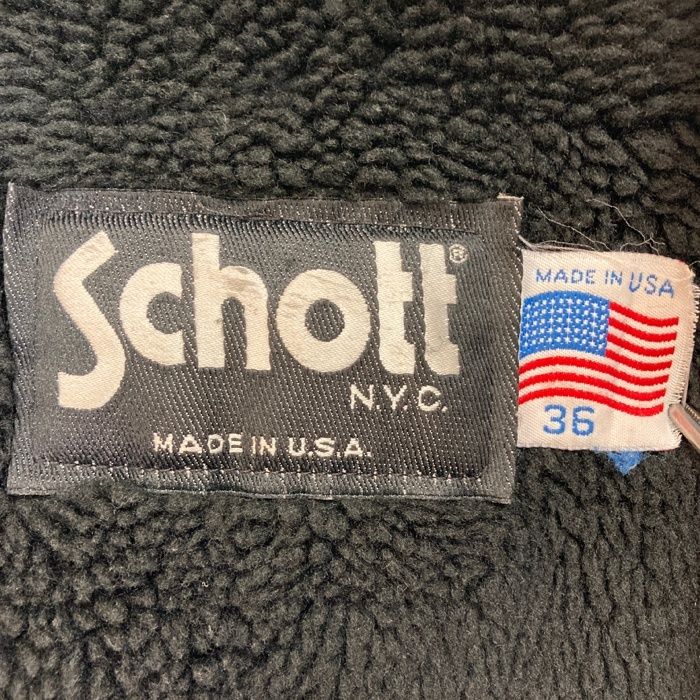 Schott®
N.Y.C.
MADE IN U.S.A.
MADE IN USA
36